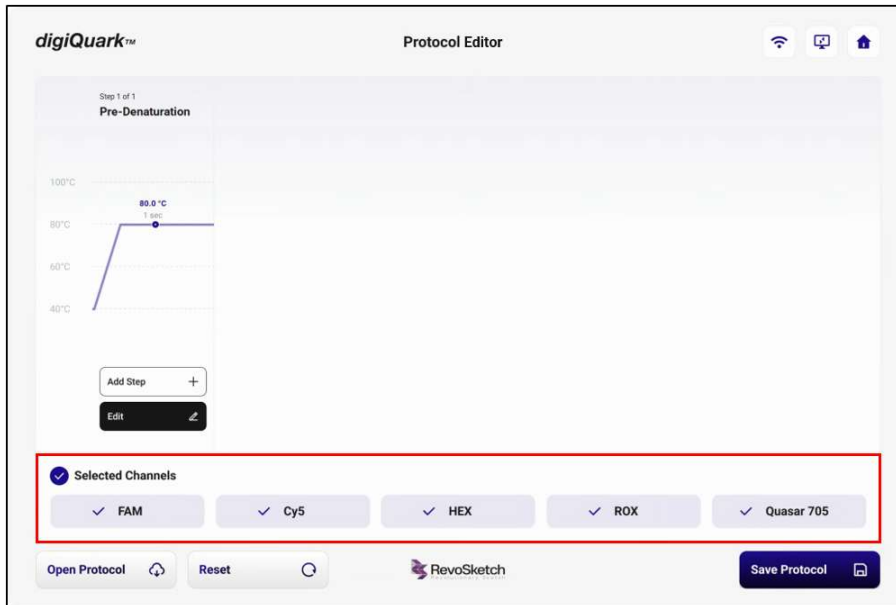 digiQuark™
Protocol Editor
Step 1 of 1
Pre-Denaturation
100°C
80.0 °C
1 sec
80°C
60°C
40°C
Add Step
Edit
Selected Channels
FAM
Cy5
HEX
ROX
Quasar 705
Open Protocol
Reset
RevoSketch
Save Protocol